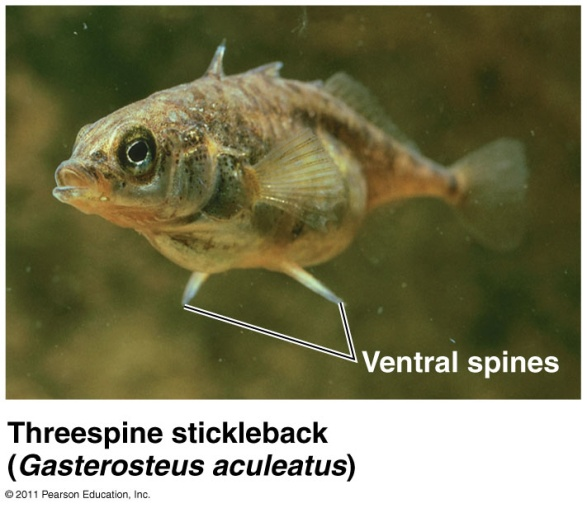 Ventral spines
Threespine stickleback
(Gasterosteus aculeatus)
© 2011 Pearson Education, Inc.